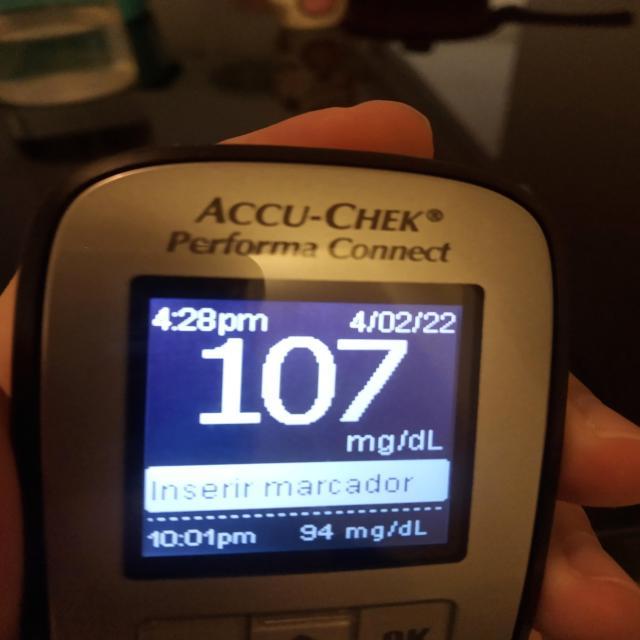 ACCU-CHEK®
Performa Connect
4:28pm 4/02/22
107
mg/dL
Inserir marcador
10:01pm 94 mg/dL
OK